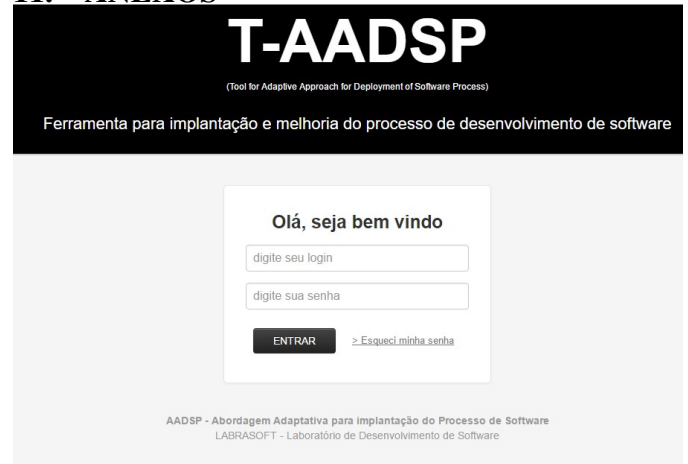 11. ANEXOS
T-AADSP
(Tool for Adaptive Approach for Deployment of Software Process)
Ferramenta para implantação e melhoria do processo de desenvolvimento de software
Olá, seja bem vindo
digite seu login
digite sua senha
ENTRAR > Esqueci minha senha
AADSP - Abordagem Adaptativa para implantação do Processo de Software
LABRASOFT - Laboratório de Desenvolvimento de Software